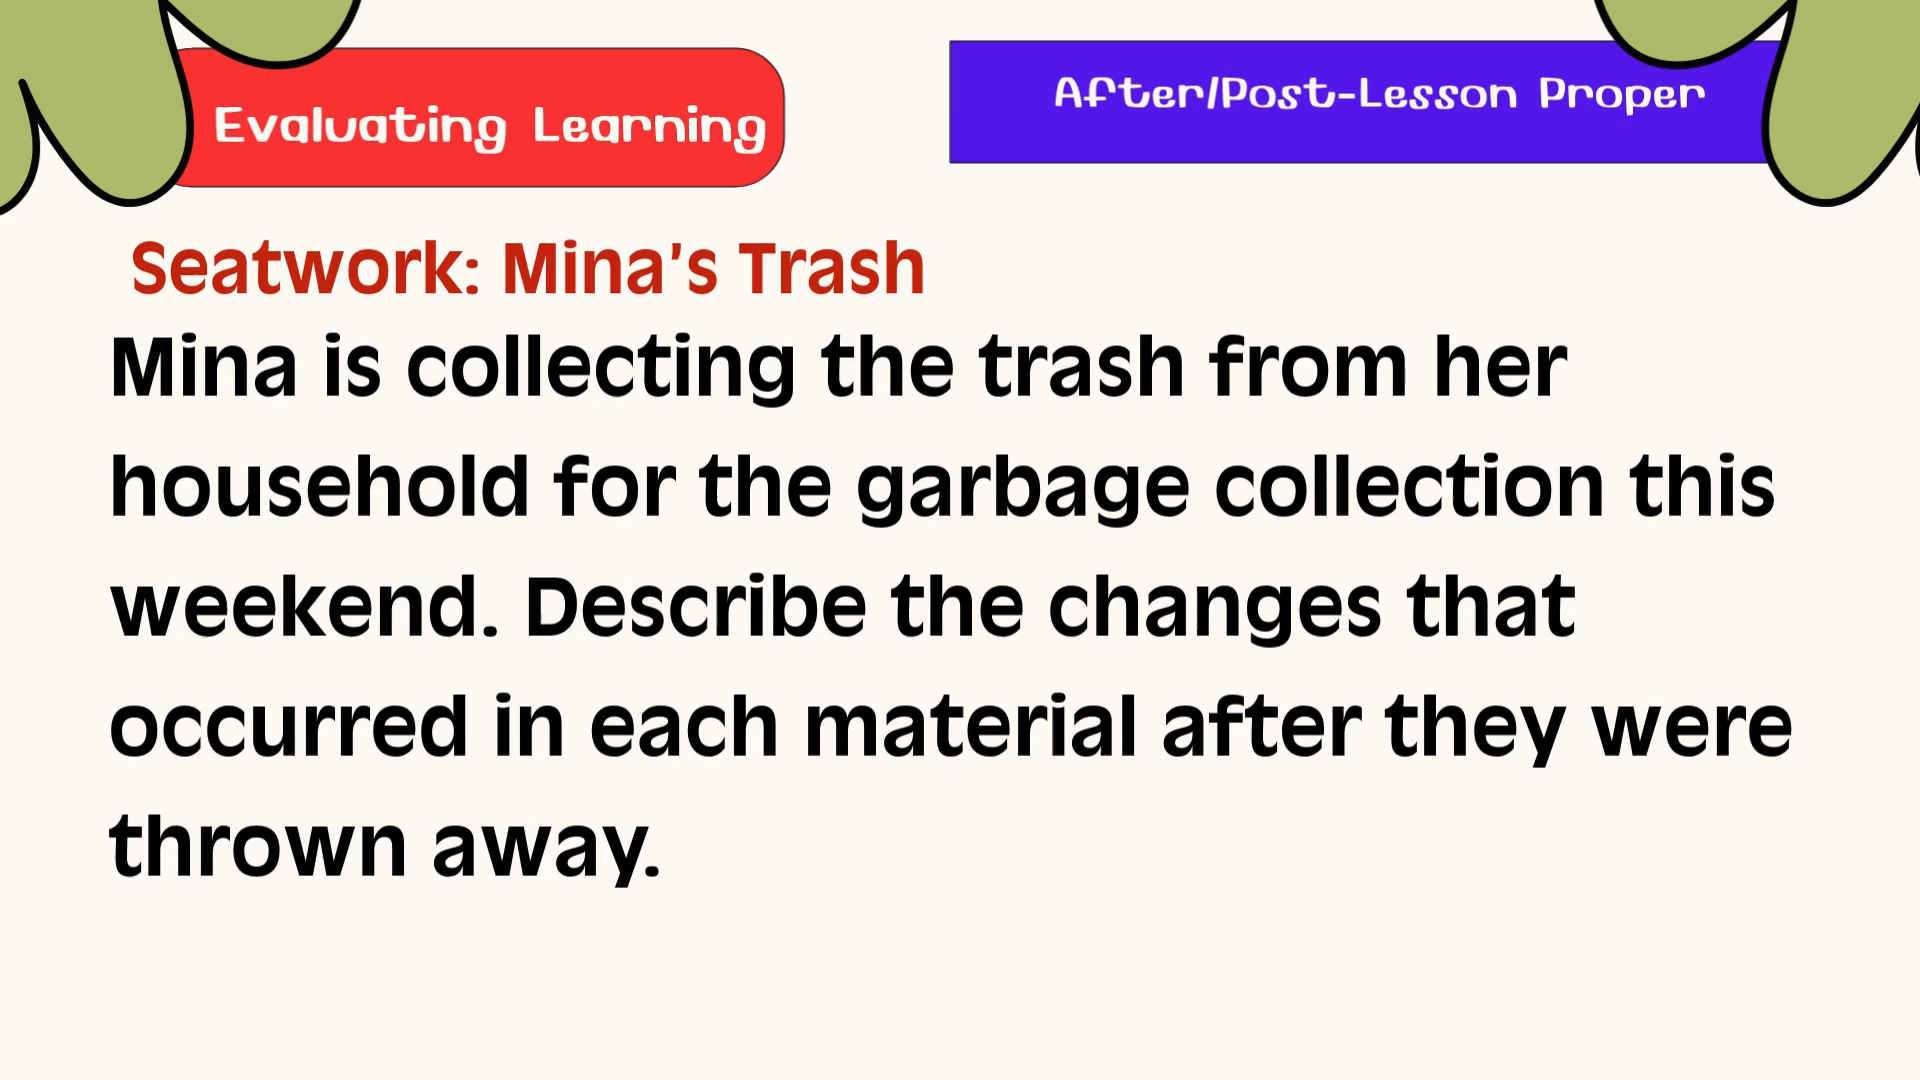 Evaluating Learning
After/Post-Lesson Proper
Seatwork: Mina's Trash
Mina is collecting the trash from her
household for the garbage collection this
weekend. Describe the changes that
occurred in each material after they were
thrown away.